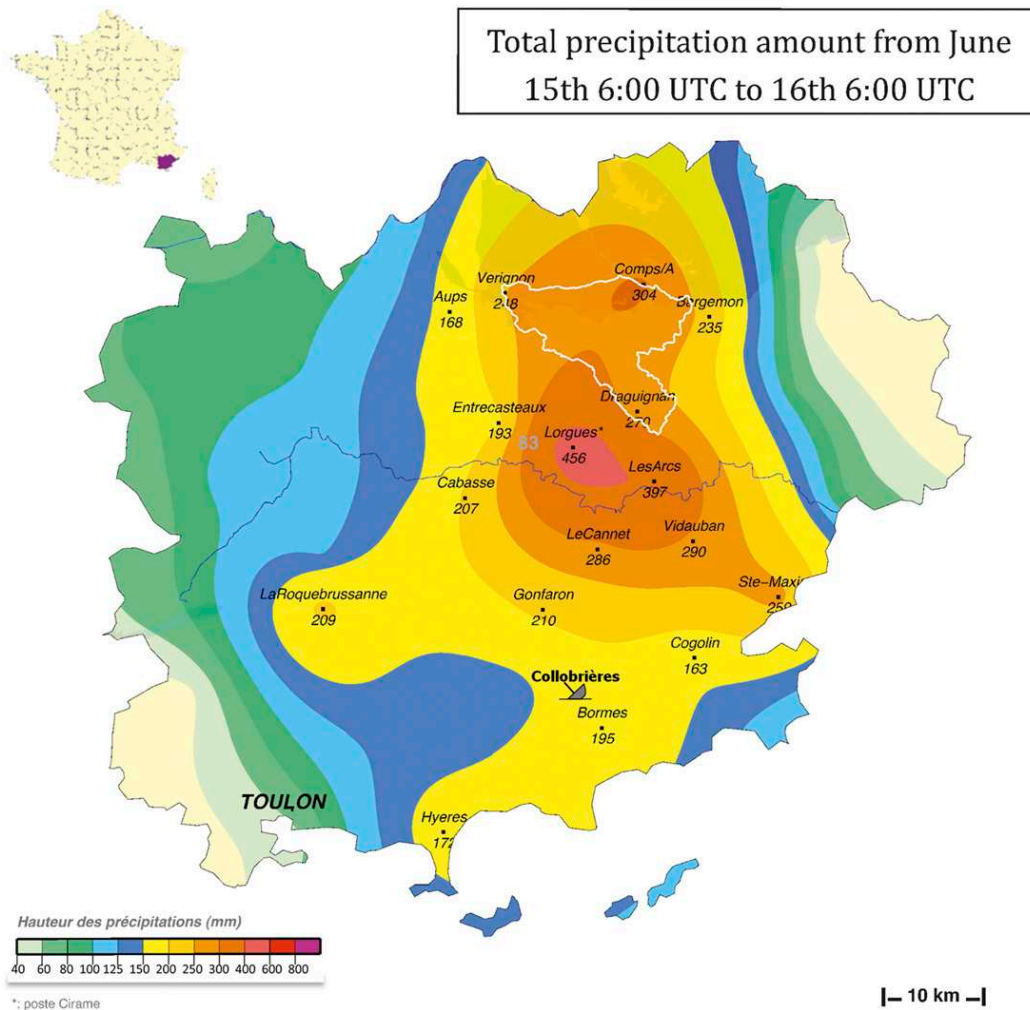 Total precipitation amount from June
15th 6:00 UTC to 16th 6:00 UTC
Comps/A
304
Verignon
Aups
168
Bargemon
235
Draguignan
270
Entrecasteaux
193
83
Lorgues*
456
LesArcs
397
Cabasse
207
LeCannet
286
Vidauban
290
Ste-Maxi
LaRoquebrussanne
209
Gonfaron
210
Cogolin
163
Collobrières
Bormes
195
TOULON
Hyeres
172
Hauteur des précipitations (mm)
40 60 80 100 125 150 200 250 300 400 600 800
*: poste Cirame
10 km